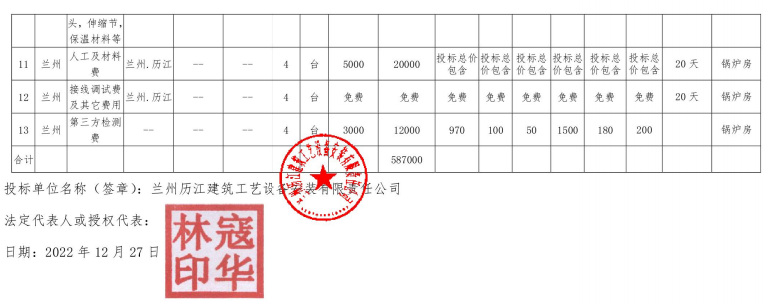 头，伸缩节，
保温材料等
11 兰州 人工及材料费 兰州.历江 -- -- 4 台 5000 20000 投标总价包含 投标总价包含 投标总价包含 投标总价包含 投标总价包含 投标总价包含 20 天 锅炉房
12 兰州 接线调试费及其它费用 兰州.历江 -- -- 4 台 免费 免费 免费 免费 免费 免费 免费 免费 20 天 锅炉房
13 兰州 第三方检测费 -- -- -- 4 台 3000 12000 970 100 50 1500 180 200 锅炉房
合计 587000
投标单位名称（签章）：兰州历江建筑工艺设备安装有限责任公司
法定代表人或授权代表：
日期：2022 年 12 月 27 日
寇华林印